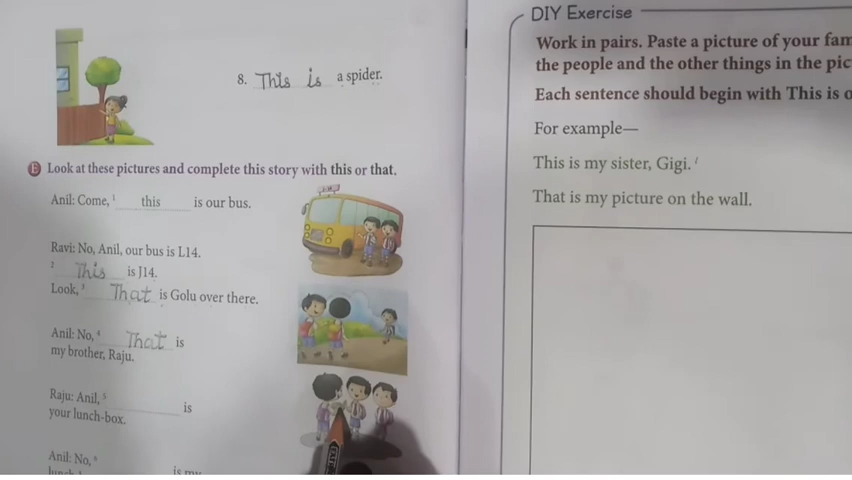 8. This is a spider.
E Look at these pictures and complete this story with this or that.
Anil: Come, 1 this is our bus.
Ravi: No, Anil, our bus is L14.
2 This is J14.
Look, 3 That is Golu over there.
Anil: No, 4 That is
my brother, Raju.
Raju: Anil, 5 is
your lunch-box.
Anil: No, 6
is my
DIY Exercise
Work in pairs. Paste a picture of your
the people and the other things in the
Each sentence should begin with This is
For example—
This is my sister, Gigi.
That is my picture on the wall.